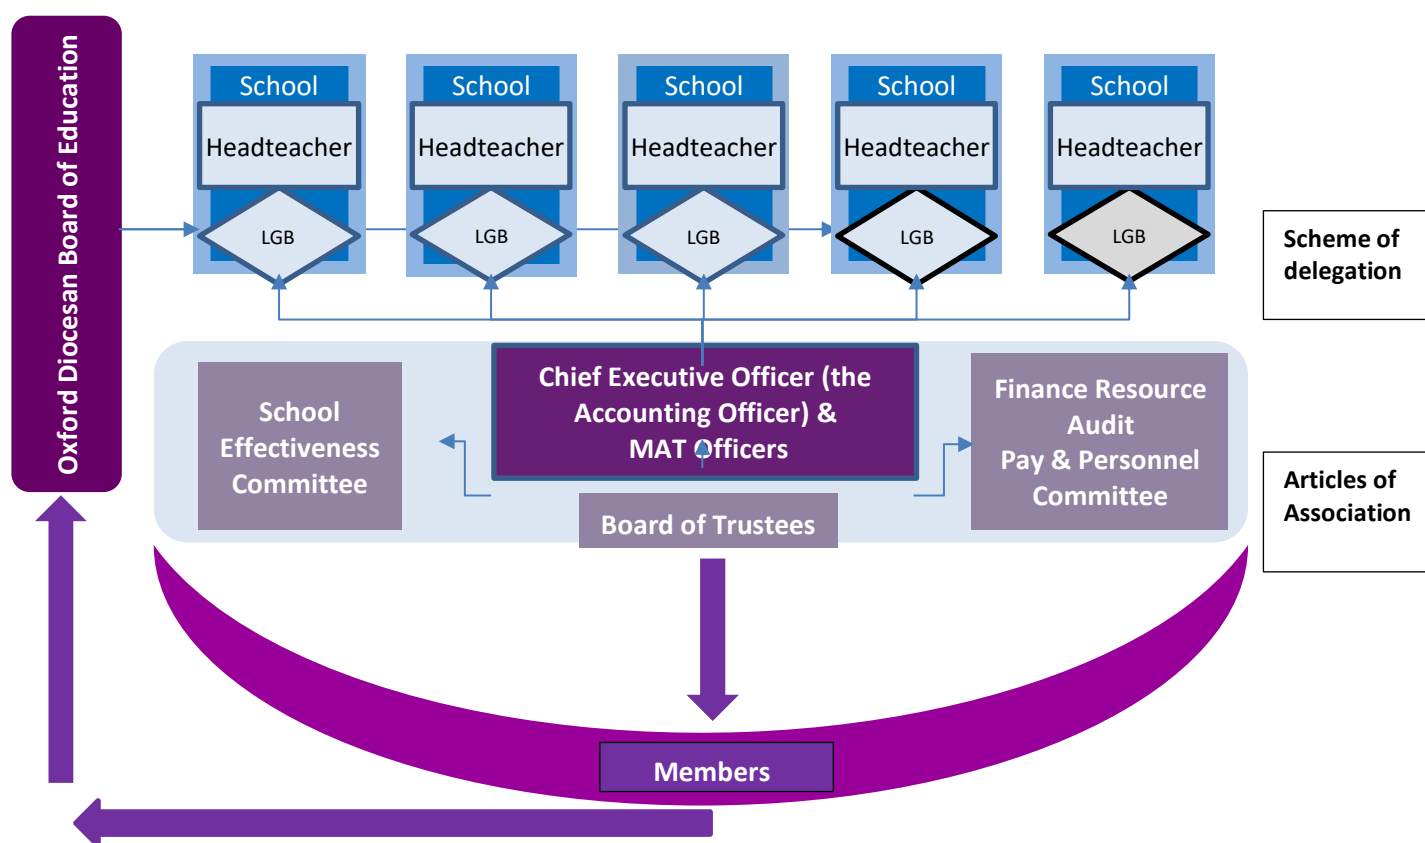 Oxford Diocesan Board of Education
School
Headteacher
LGB
School
Headteacher
LGB
School
Headteacher
LGB
School
Headteacher
LGB
School
Headteacher
LGB
Scheme of
delegation
School
Effectiveness
Committee
Chief Executive Officer (the
Accounting Officer) &
MAT Officers
Finance Resource
Audit
Pay & Personnel
Committee
Board of Trustees
Articles of
Association
Members